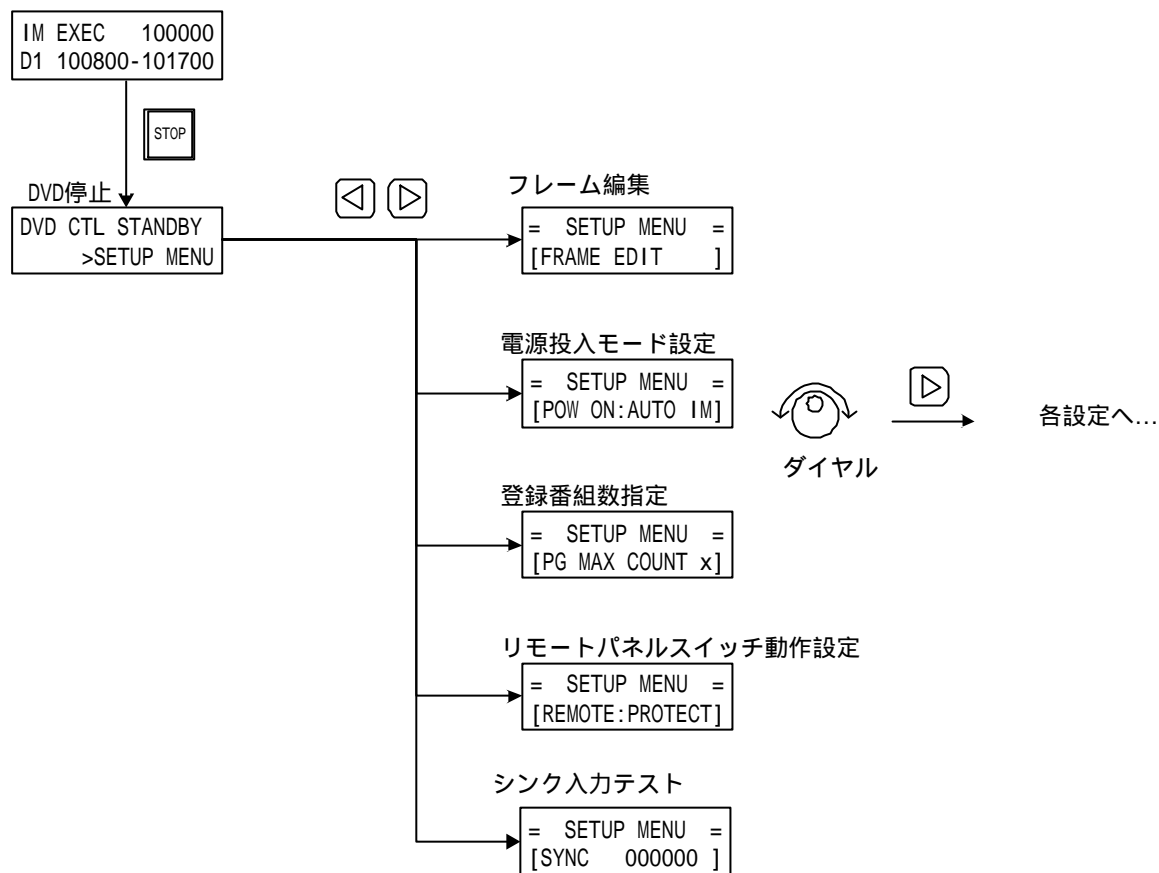 IM EXEC 100000
D1 100800-101700
STOP
DVD停止
DVD CTL STANDBY
>SETUP MENU
フレーム編集
= SETUP MENU =
[FRAME EDIT ]
電源投入モード設定
= SETUP MENU =
[POW ON:AUTO IM]
ダイヤル
各設定へ…
登録番組数指定
= SETUP MENU =
[PG MAX COUNT x]
リモートパネルスイッチ動作設定
= SETUP MENU =
[REMOTE:PROTECT]
シンク入力テスト
= SETUP MENU =
[SYNC 000000 ]